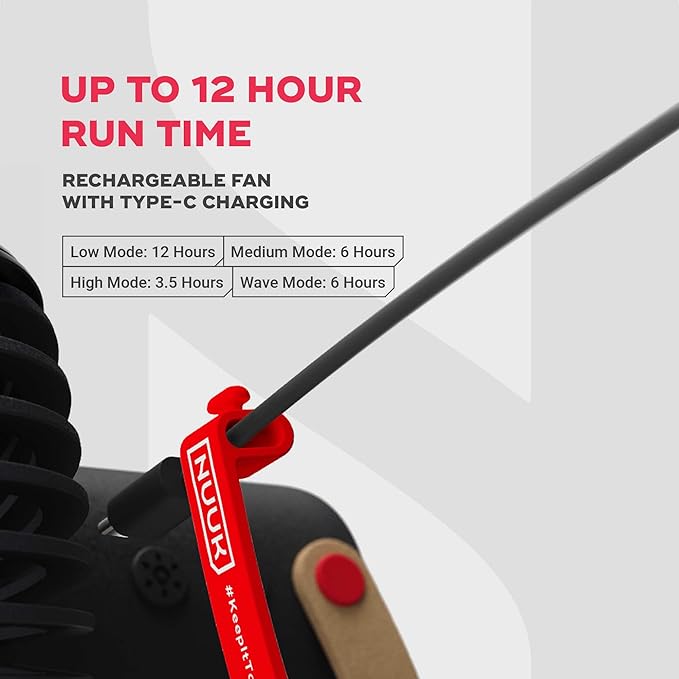 UP TO 12 HOUR
RUN TIME
RECHARGEABLE FAN
WITH TYPE-C CHARGING
Low Mode: 12 Hours
Medium Mode: 6 Hours
High Mode: 3.5 Hours
Wave Mode: 6 Hours
NUUK
#KeepItTo